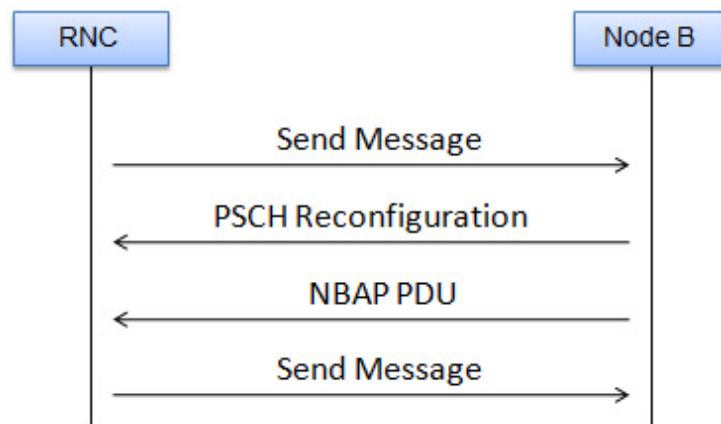 RNC
Node B
Send Message
PSCH Reconfiguration
NBAP PDU
Send Message